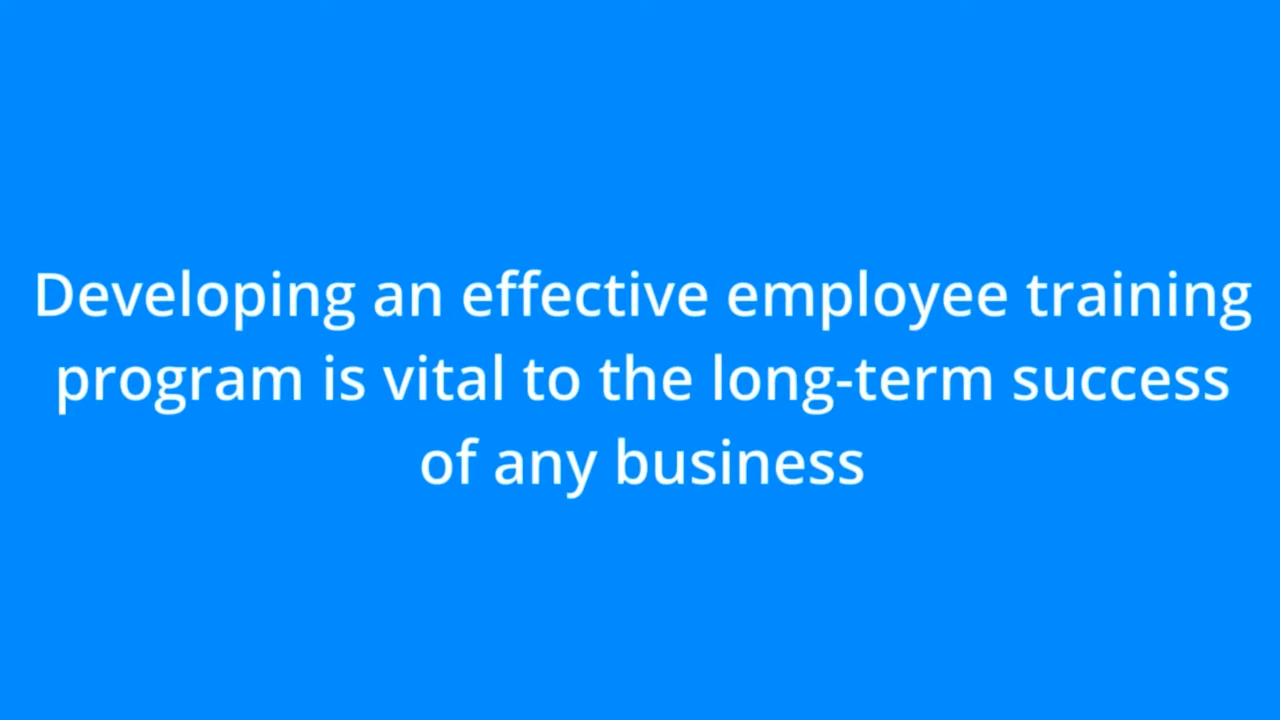 Developing an effective employee training
program is vital to the long-term success
of any business